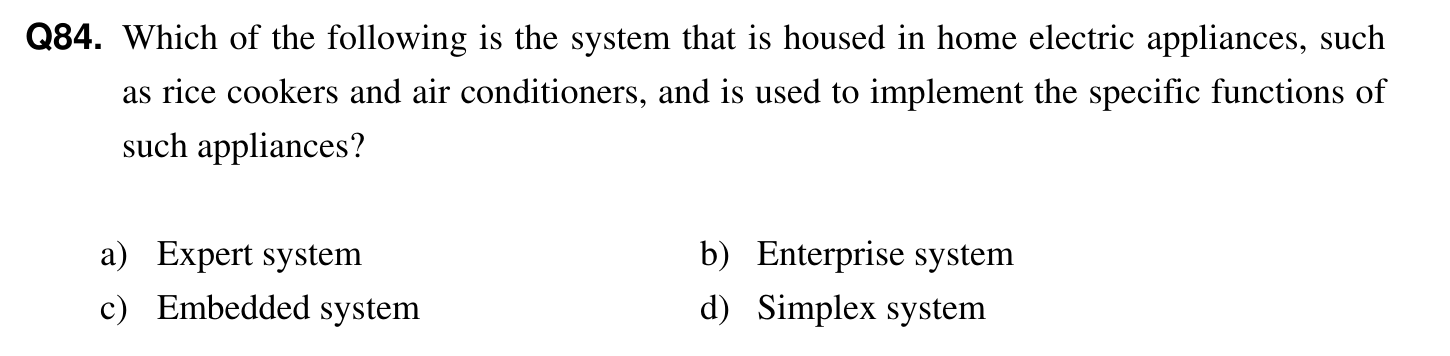 Q84. Which of the following is the system that is housed in home electric appliances, such
as rice cookers and air conditioners, and is used to implement the specific functions of
such appliances?
a) Expert system b) Enterprise system
c) Embedded system d) Simplex system